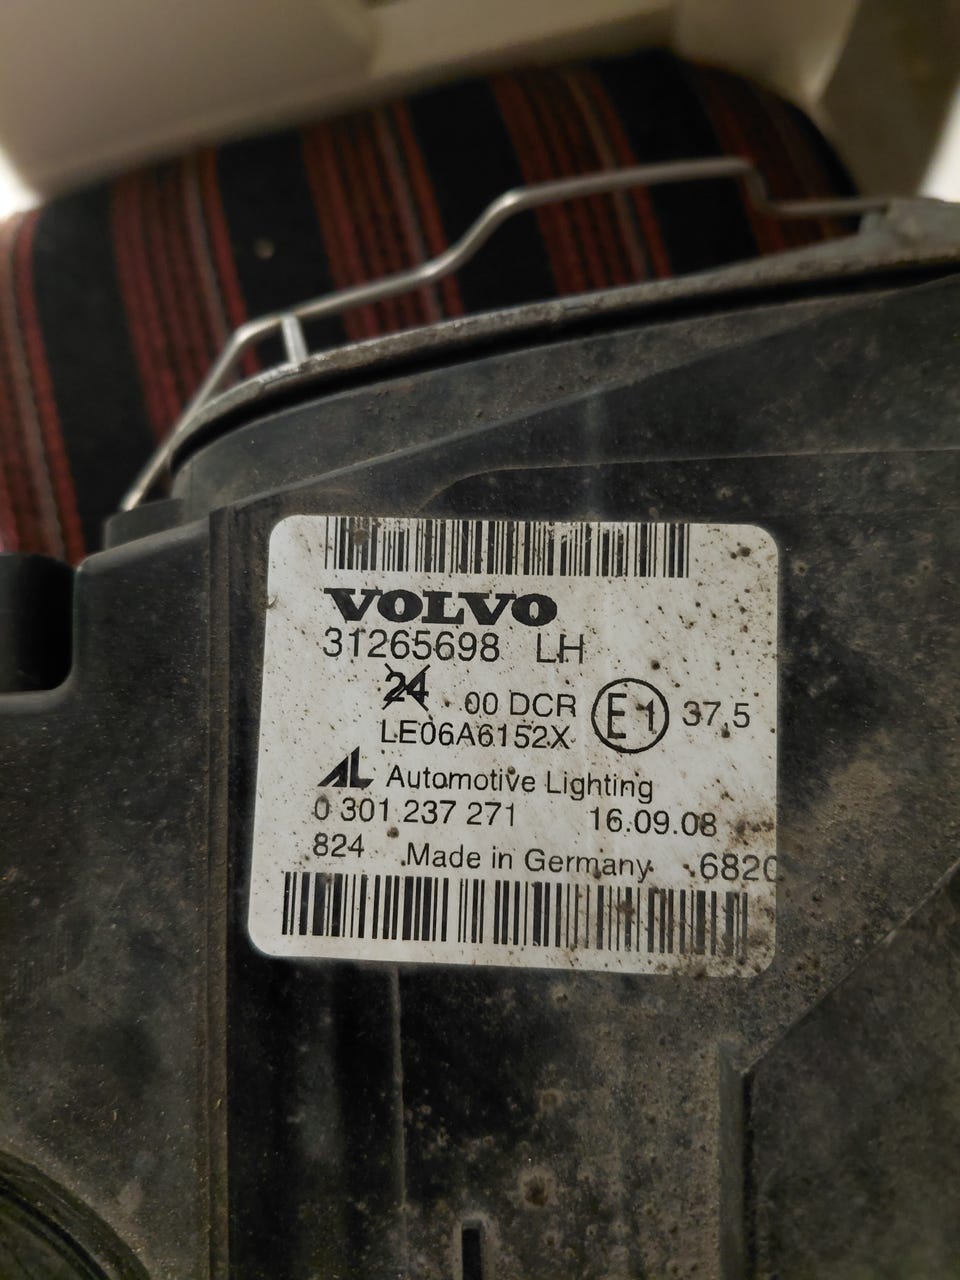 VOLVO
31265698 LH
24 00 DCR E1 37,5
LE06A6152X
AL Automotive Lighting
0 301 237 271 16.09.08
824 Made in Germany 6820